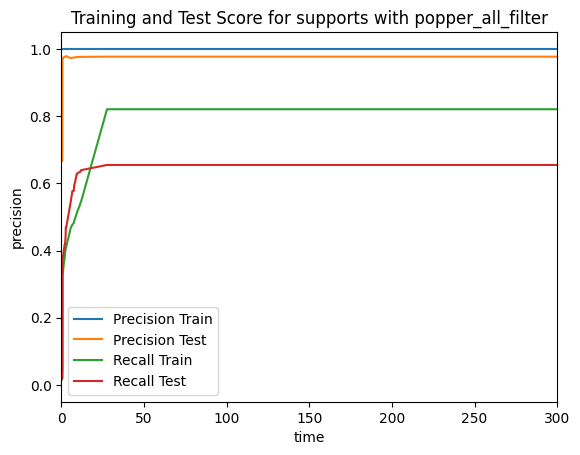 Training and Test Score for supports with popper_all_filter
1.0
0.8
0.6
0.4
0.2
0.0
precision
Precision Train
Precision Test
Recall Train
Recall Test
0 50 100 150 200 250 300
time